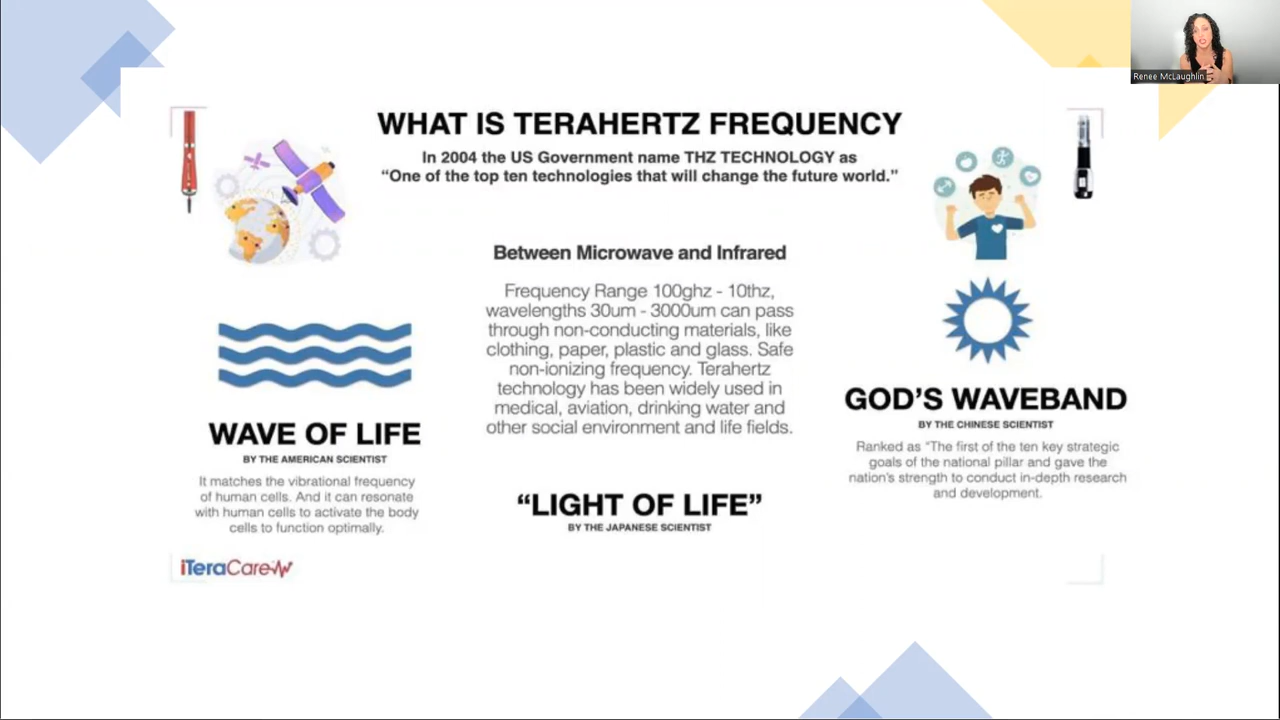 Renee McLaughlin
WHAT IS TERAHERTZ FREQUENCY
In 2004 the US Government name THZ TECHNOLOGY as
“One of the top ten technologies that will change the future world.”
Between Microwave and Infrared
Frequency Range 100ghz - 10thz,
wavelengths 30um - 3000um can pass
through non-conducting materials, like
clothing, paper, plastic and glass. Safe
non-ionizing frequency. Terahertz
technology has been widely used in
medical, aviation, drinking water and
other social environment and life fields.
WAVE OF LIFE
BY THE AMERICAN SCIENTIST
It matches the vibrational frequency
of human cells. And it can resonate
with human cells to activate the body
cells to function optimally.
“LIGHT OF LIFE”
BY THE JAPANESE SCIENTIST
GOD’S WAVEBAND
BY THE CHINESE SCIENTIST
Ranked as “The first of the ten key strategic
goals of the national pillar and gave the
nation’s strength to conduct in-depth research
and development.
iTeraCare